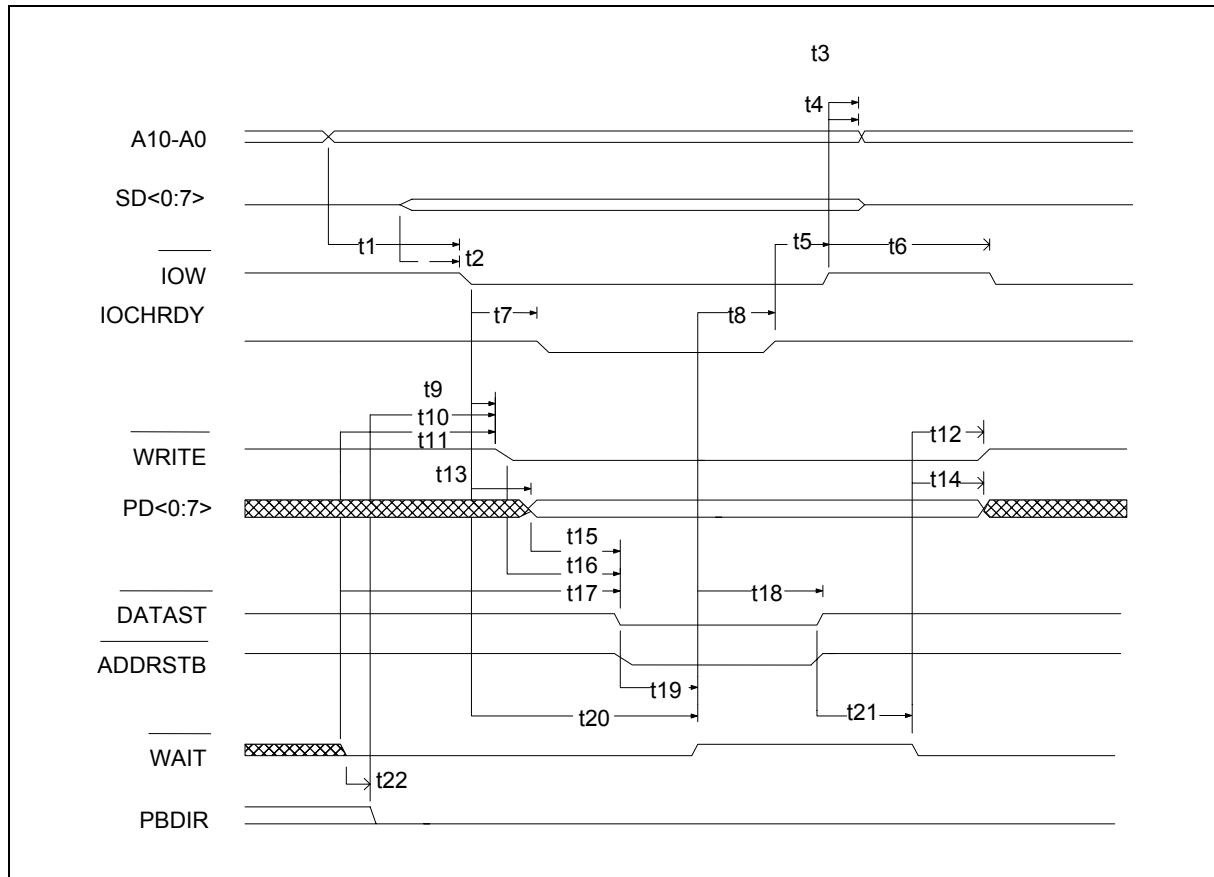 t3
t4
A10-A0
SD<0:7>
t1
t5
t6
t2
IOW
IOCHRDY
t7
t8
t9
t10
t11
t12
WRITE
t13
t14
PD<0:7>
t15
t16
t17
t18
DATAST
ADDRSTB
t19
t20
t21
WAIT
t22
PBDIR